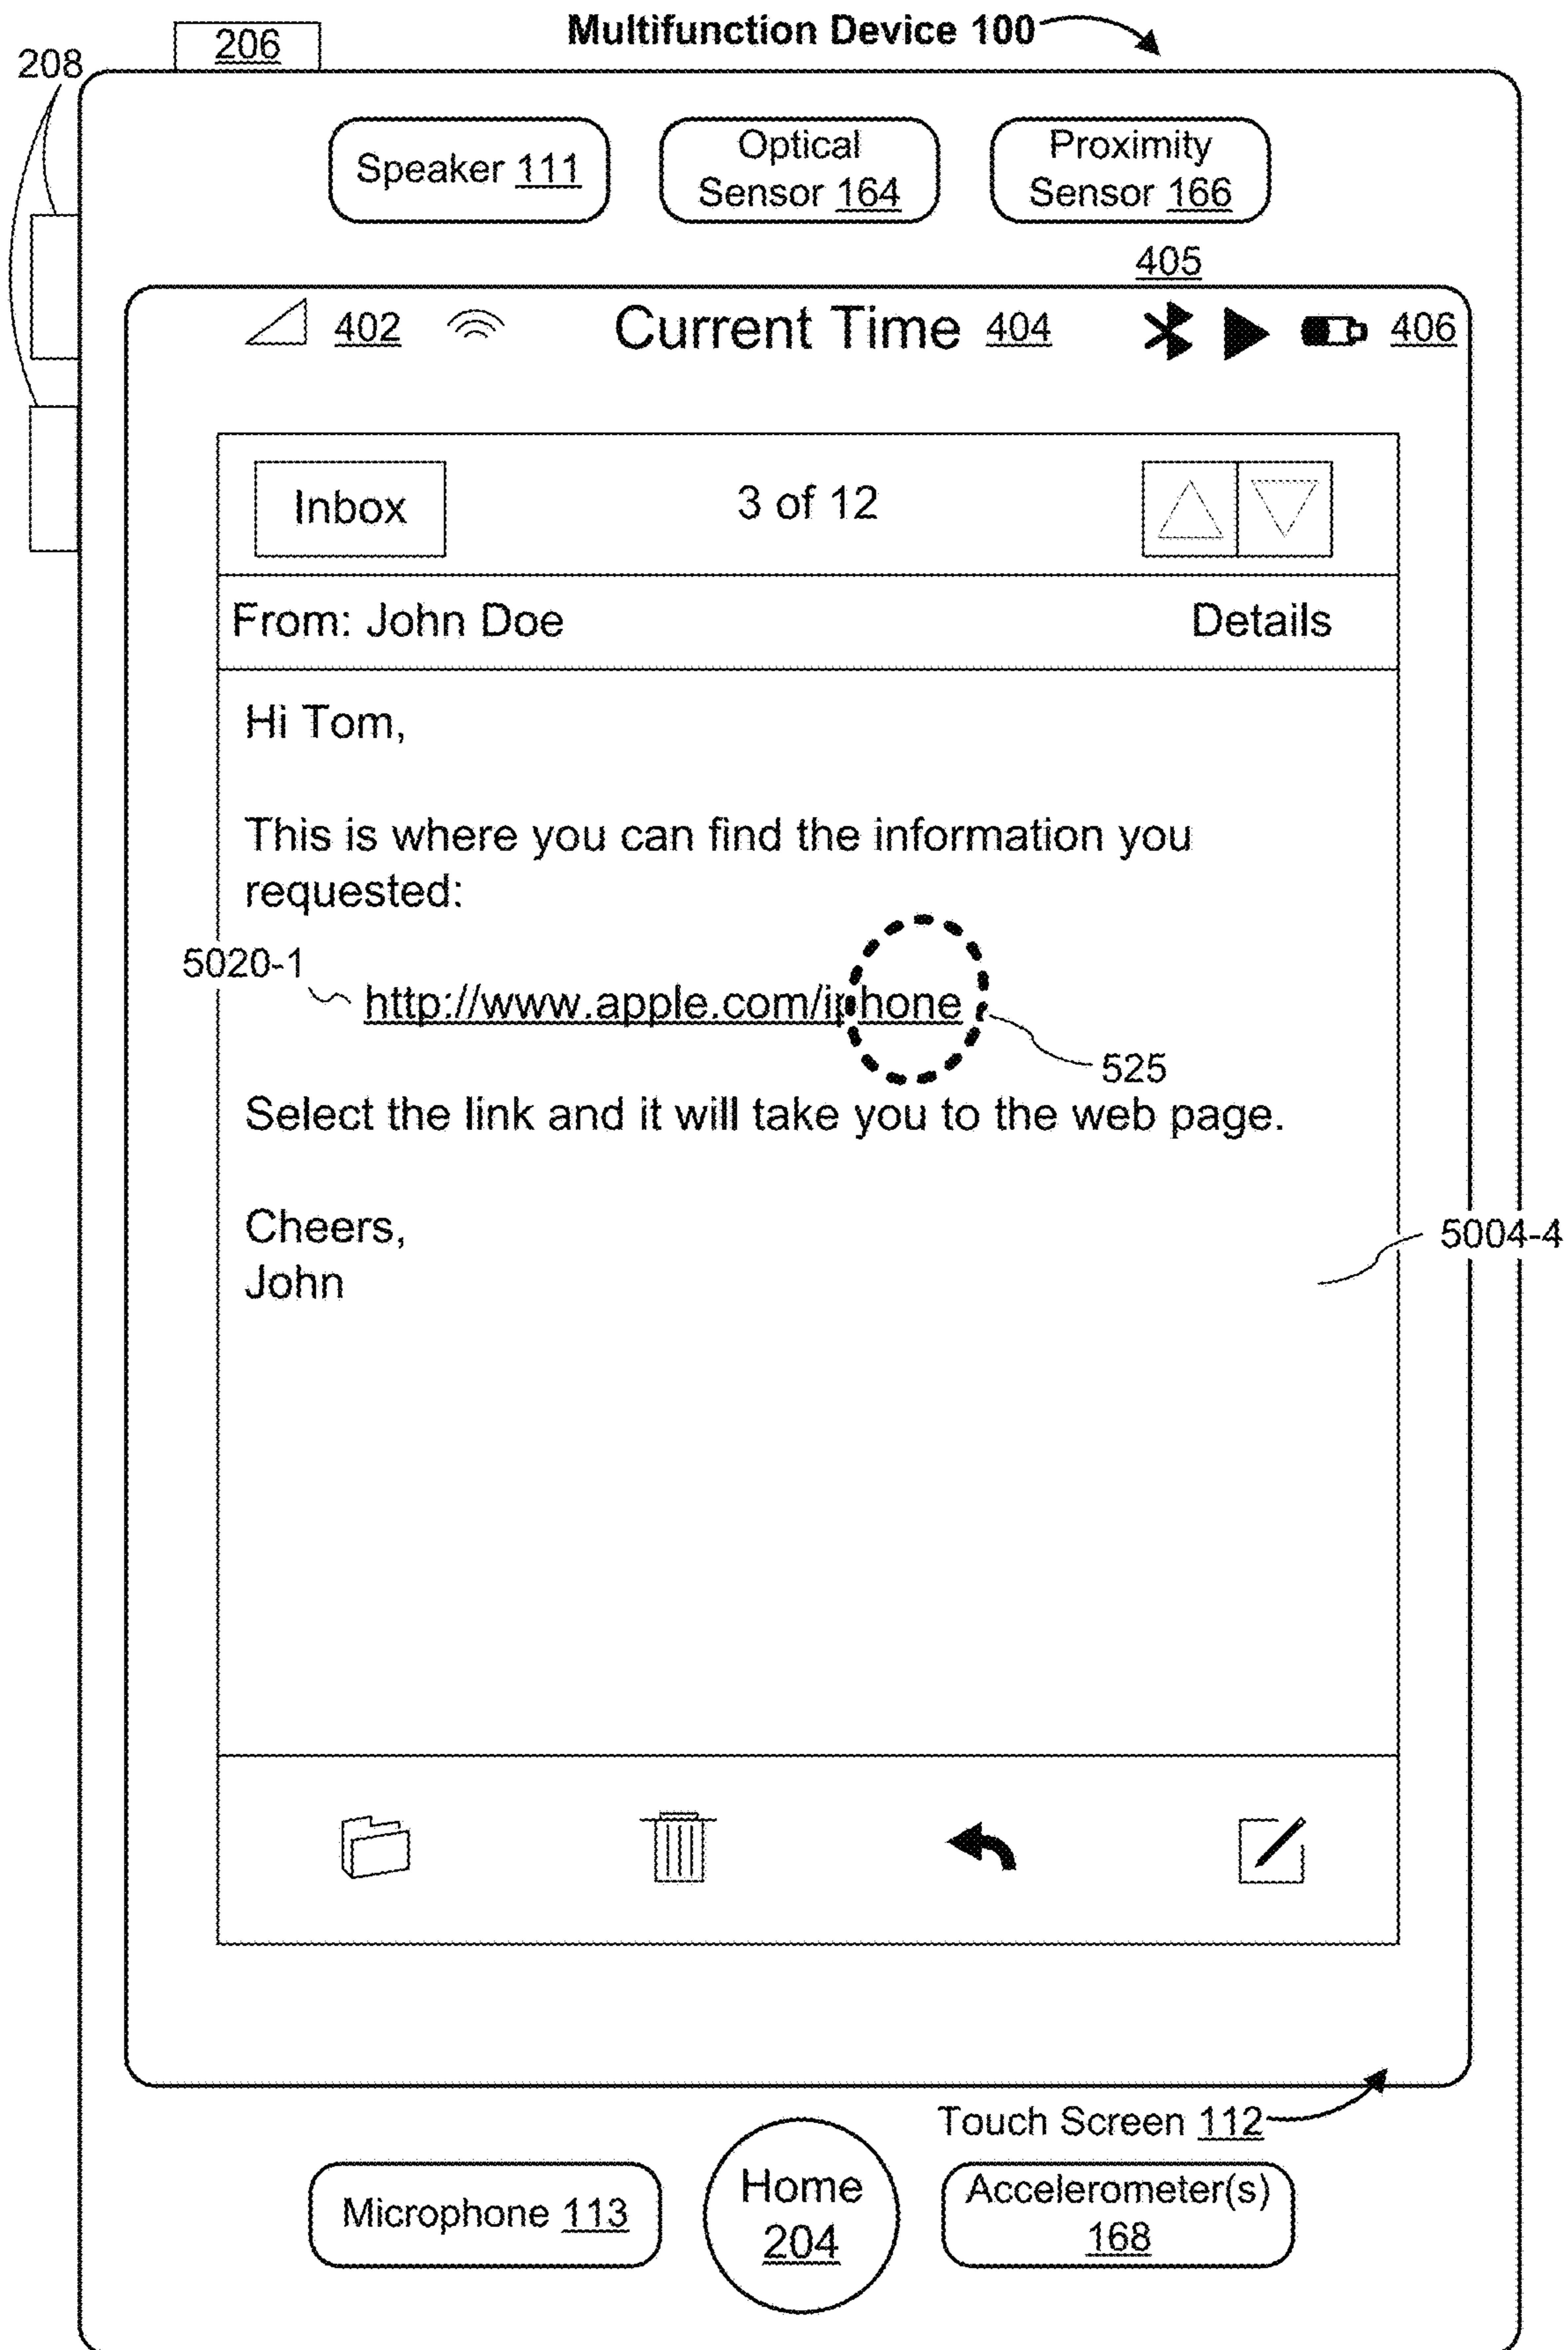 Multifunction Device 100
206
208
Speaker 111
Optical
Sensor 164
Proximity
Sensor 166
405
402
Current Time 404
406
Inbox
3 of 12
From: John Doe
Details
Hi Tom,
This is where you can find the information you
requested:
5020-1
http://www.apple.com/iphone
525
Select the link and it will take you to the web page.
Cheers,
5004-4
John
Touch Screen 112
Microphone 113
Home
204
Accelerometer(s)
168